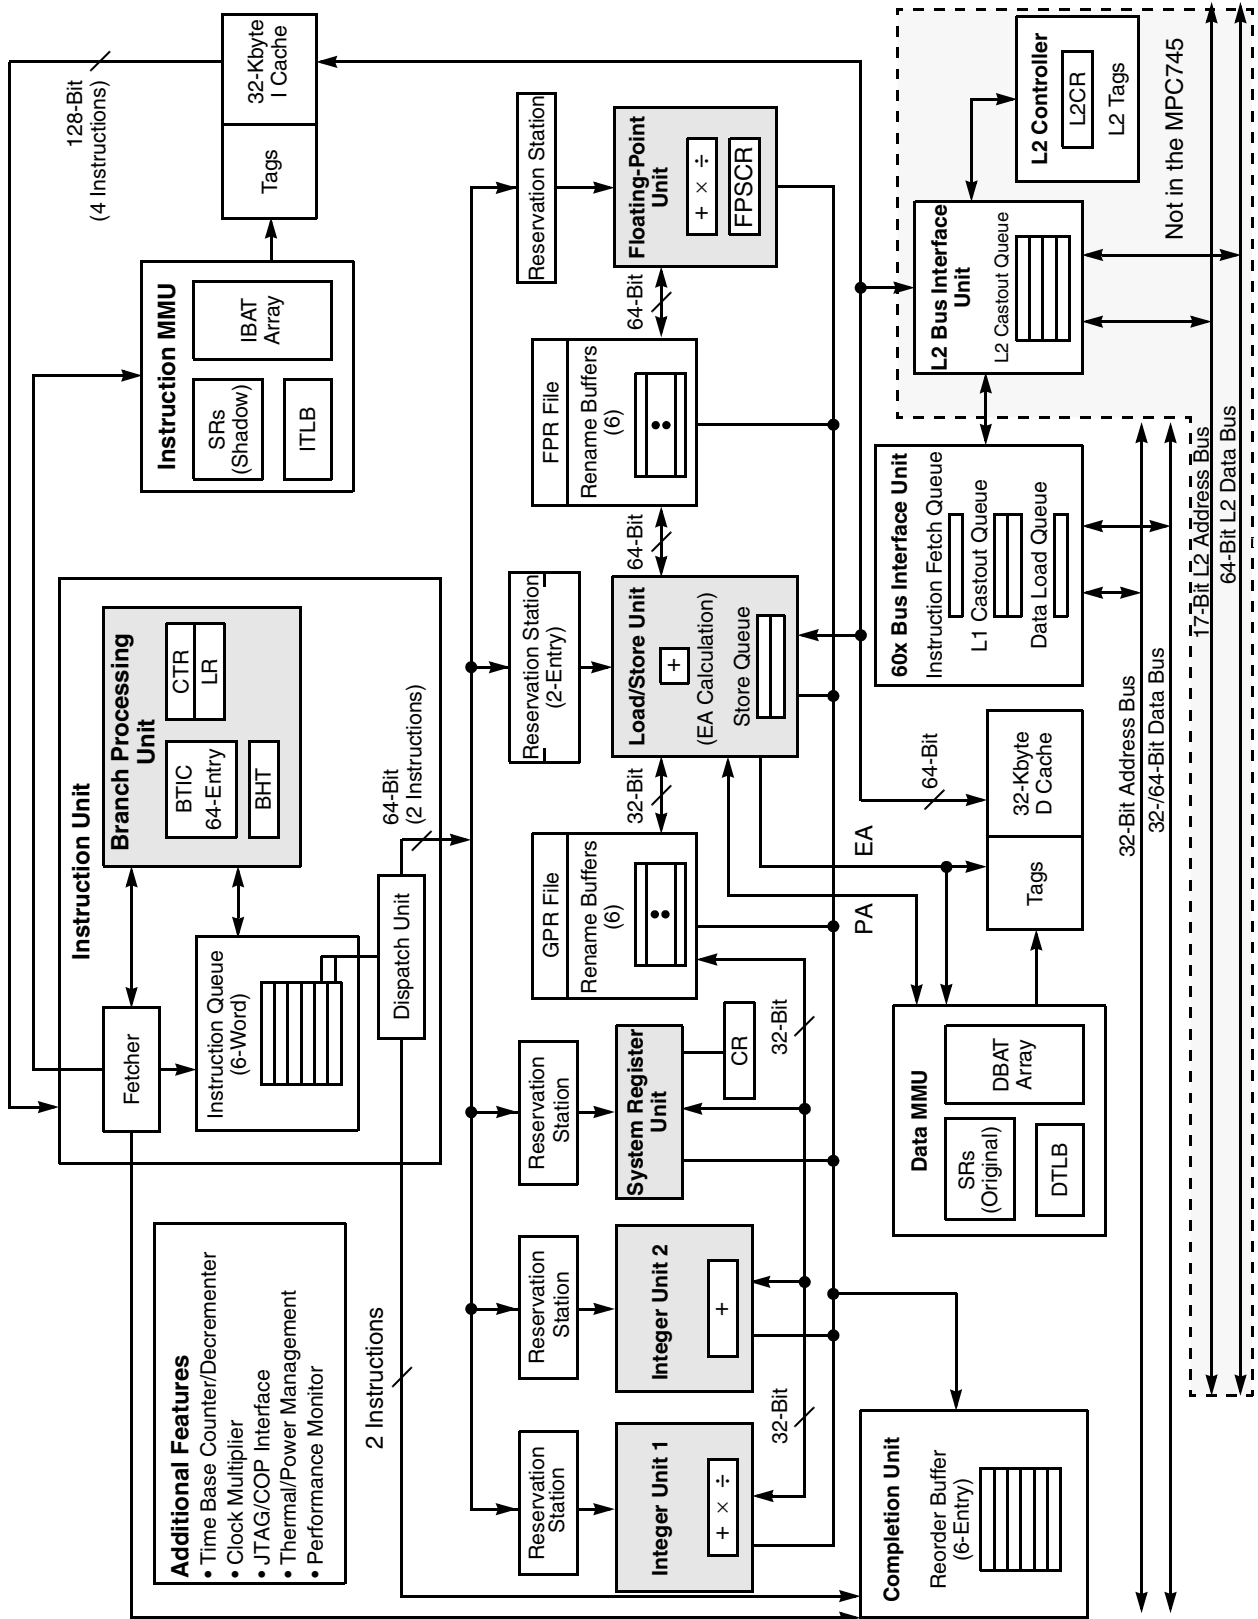 Additional Features
• Time Base Counter/Decrementer
• Clock Multiplier
• JTAG/COP Interface
• Thermal/Power Management
• Performance Monitor
Instruction Unit
Fetcher
Branch Processing
Unit
BTIC
64-Entry
CTR
LR
BHT
Instruction Queue
(6-Word)
Dispatch Unit
64-Bit
(2 Instructions)
2 Instructions
Instruction MMU
SRs
(Shadow)
ITLB
IBAT
Array
128-Bit
(4 Instructions)
Tags
32-Kbyte
I Cache
Reservation
Station
Reservation
Station
Reservation
Station
Reservation Station
(2-Entry)
Reservation Station
Integer Unit 1
+ × ÷
Integer Unit 2
+
System Register
Unit
CR
32-Bit
32-Bit
GPR File
Rename Buffers
(6)
32-Bit
Load/Store Unit
+
(EA Calculation)
Store Queue
64-Bit
FPR File
Rename Buffers
(6)
64-Bit
Floating-Point
Unit
+ × ÷
FPSCR
PA
EA
64-Bit
Completion Unit
Reorder Buffer
(6-Entry)
Data MMU
SRs
(Original)
DTLB
DBAT
Array
Tags
32-Kbyte
D Cache
60x Bus Interface Unit
Instruction Fetch Queue
L1 Castout Queue
Data Load Queue
L2 Bus Interface
Unit
L2 Castout Queue
L2 Controller
L2CR
L2 Tags
Not in the MPC745
32-Bit Address Bus
32-/64-Bit Data Bus
17-Bit L2 Address Bus
64-Bit L2 Data Bus